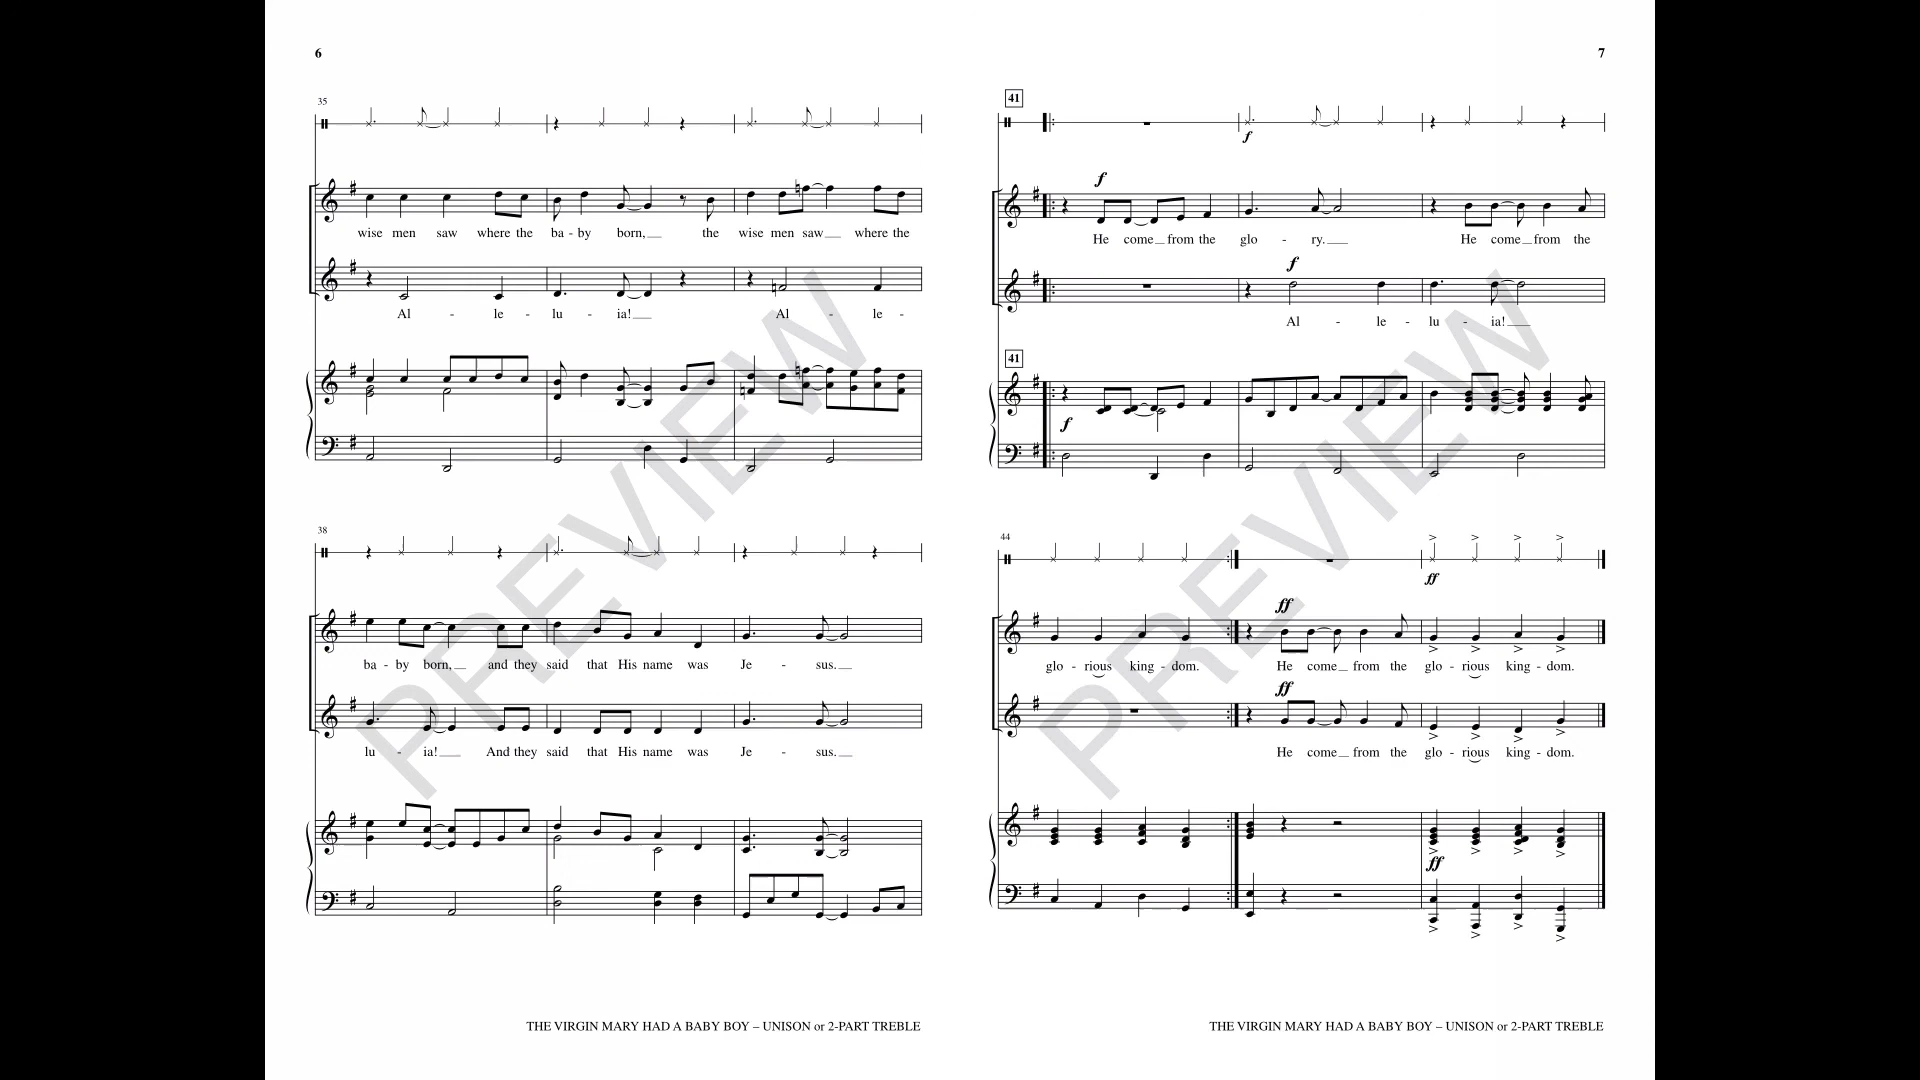 6
35
wise men saw where the ba - by born, the wise men saw where the
Al - le - lu - ia! Al - le -
38
ba - by born, and they said that His name was Je - sus.
lu - ia! And they said that His name was Je - sus.
THE VIRGIN MARY HAD A BABY BOY – UNISON or 2-PART TREBLE
PREVIEW
7
41
f
f
He come from the glo - ry. He come from the
f
Al - le - lu - ia!
41
f
44
ff
ff
glo - rious king - dom. He come from the glo - rious king - dom.
ff
He come from the glo - rious king - dom.
ff
THE VIRGIN MARY HAD A BABY BOY – UNISON or 2-PART TREBLE
PREVIEW